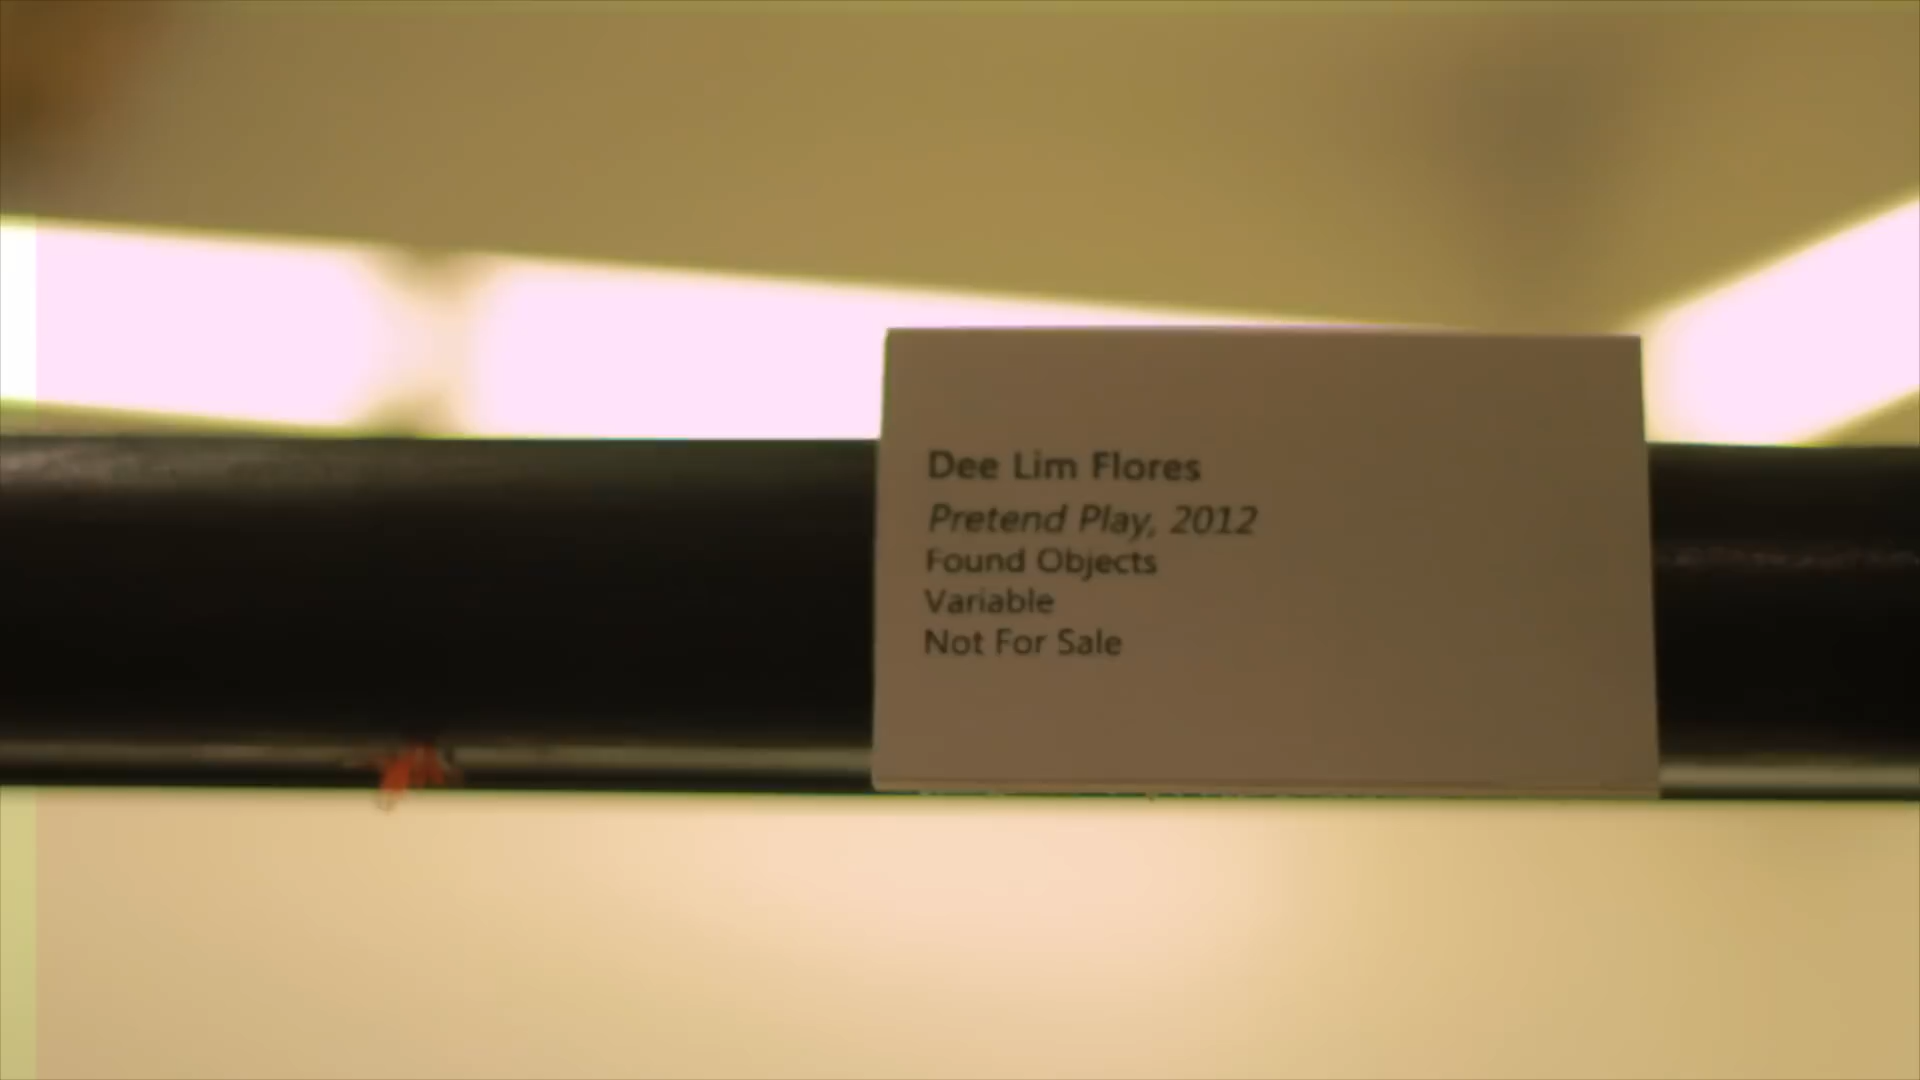 Dee Lim Flores
Pretend Play, 2012
Found Objects
Variable
Not For Sale